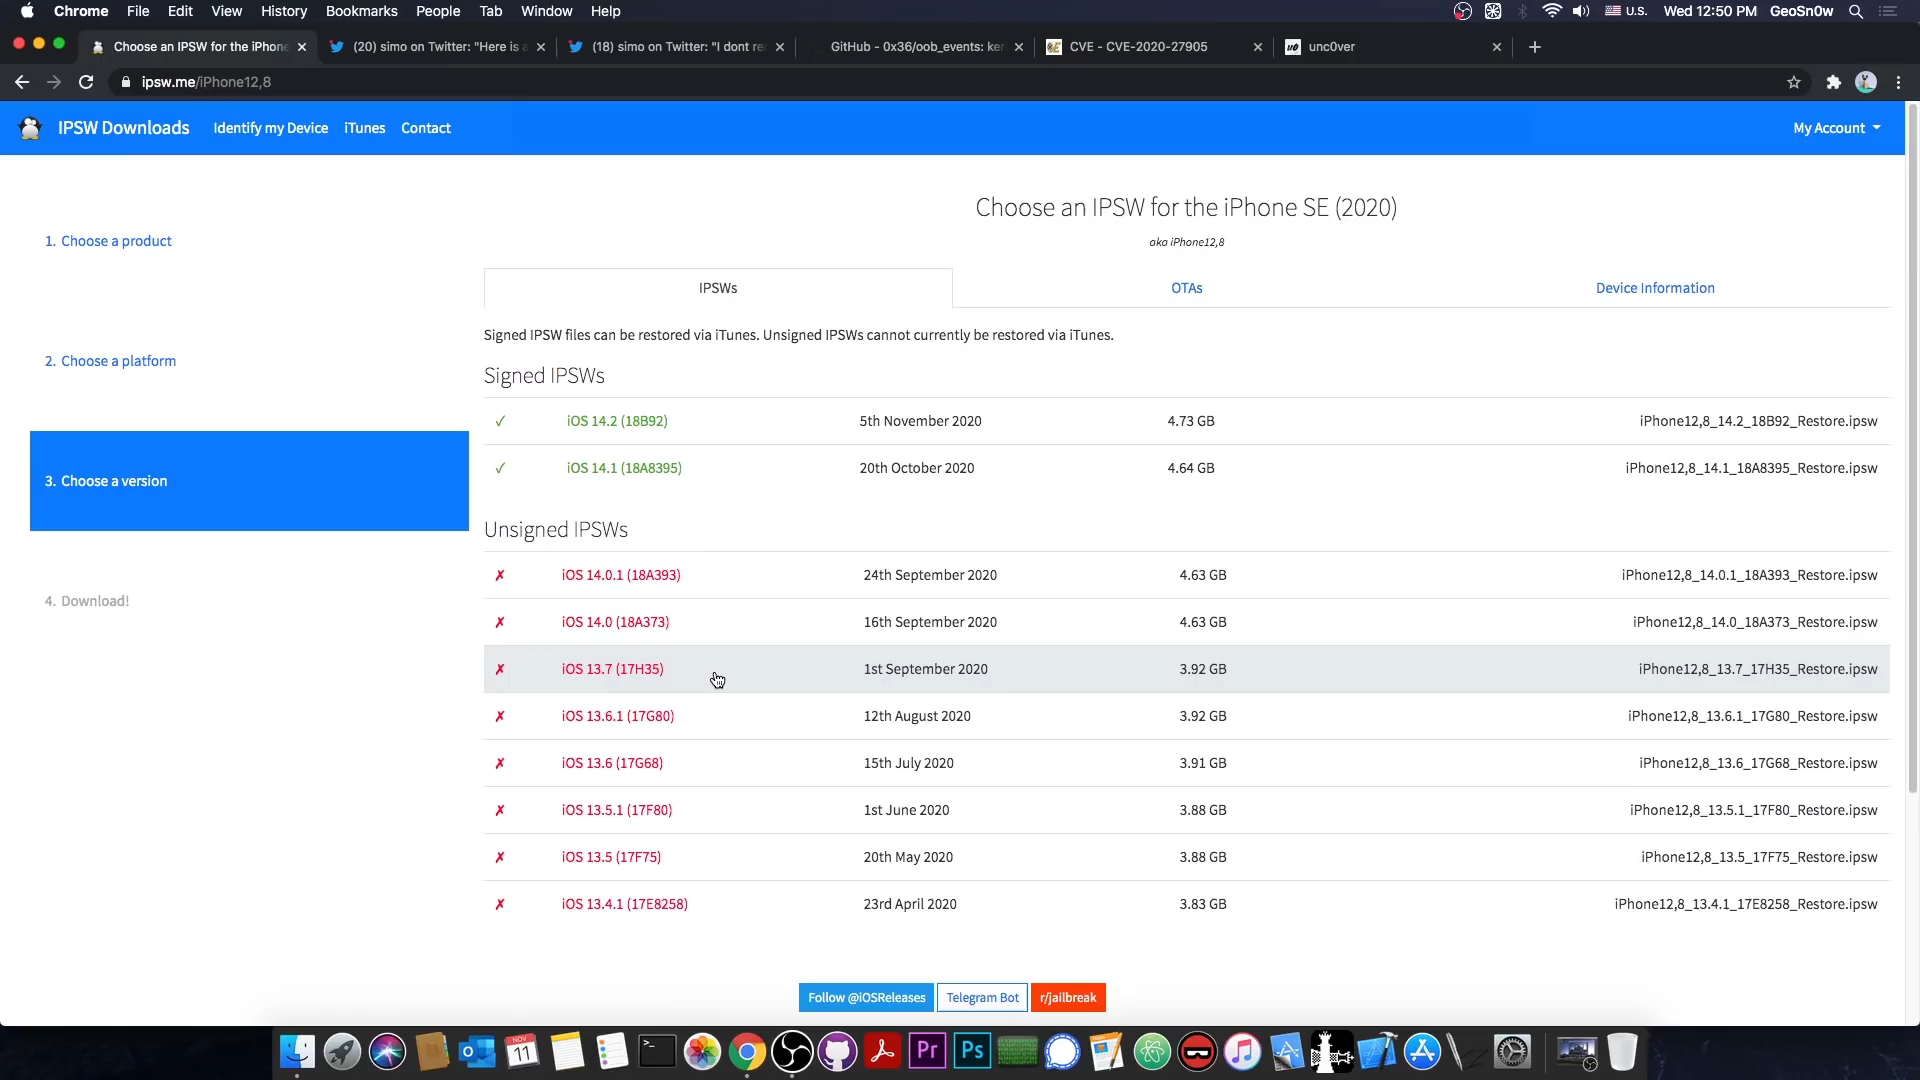 Chrome File Edit View History Bookmarks People Tab Window Help U.S. Wed 12:50 PM GeoSn0w
Choose an IPSW for the iPhone (20) simo on Twitter: "Here is a (18) simo on Twitter: "I dont re GitHub - 0x36/oob_events: ker CVE - CVE-2020-27905 unc0ver
ipsw.me/iPhone12,8
IPSW Downloads Identify my Device iTunes Contact My Account
Choose an IPSW for the iPhone SE (2020)
aka iPhone12,8
1. Choose a product
2. Choose a platform
3. Choose a version
4. Download!
IPSWs OTAs Device Information
Signed IPSW files can be restored via iTunes. Unsigned IPSWs cannot currently be restored via iTunes.
Signed IPSWs
✓ iOS 14.2 (18B92) 5th November 2020 4.73 GB iPhone12,8_14.2_18B92_Restore.ipsw
✓ iOS 14.1 (18A8395) 20th October 2020 4.64 GB iPhone12,8_14.1_18A8395_Restore.ipsw
Unsigned IPSWs
✗ iOS 14.0.1 (18A393) 24th September 2020 4.63 GB iPhone12,8_14.0.1_18A393_Restore.ipsw
✗ iOS 14.0 (18A373) 16th September 2020 4.63 GB iPhone12,8_14.0_18A373_Restore.ipsw
✗ iOS 13.7 (17H35) 1st September 2020 3.92 GB iPhone12,8_13.7_17H35_Restore.ipsw
✗ iOS 13.6.1 (17G80) 12th August 2020 3.92 GB iPhone12,8_13.6.1_17G80_Restore.ipsw
✗ iOS 13.6 (17G68) 15th July 2020 3.91 GB iPhone12,8_13.6_17G68_Restore.ipsw
✗ iOS 13.5.1 (17F80) 1st June 2020 3.88 GB iPhone12,8_13.5.1_17F80_Restore.ipsw
✗ iOS 13.5 (17F75) 20th May 2020 3.88 GB iPhone12,8_13.5_17F75_Restore.ipsw
✗ iOS 13.4.1 (17E8258) 23rd April 2020 3.83 GB iPhone12,8_13.4.1_17E8258_Restore.ipsw
Follow @iOSReleases Telegram Bot r/jailbreak
NOV 11 Pr Ps